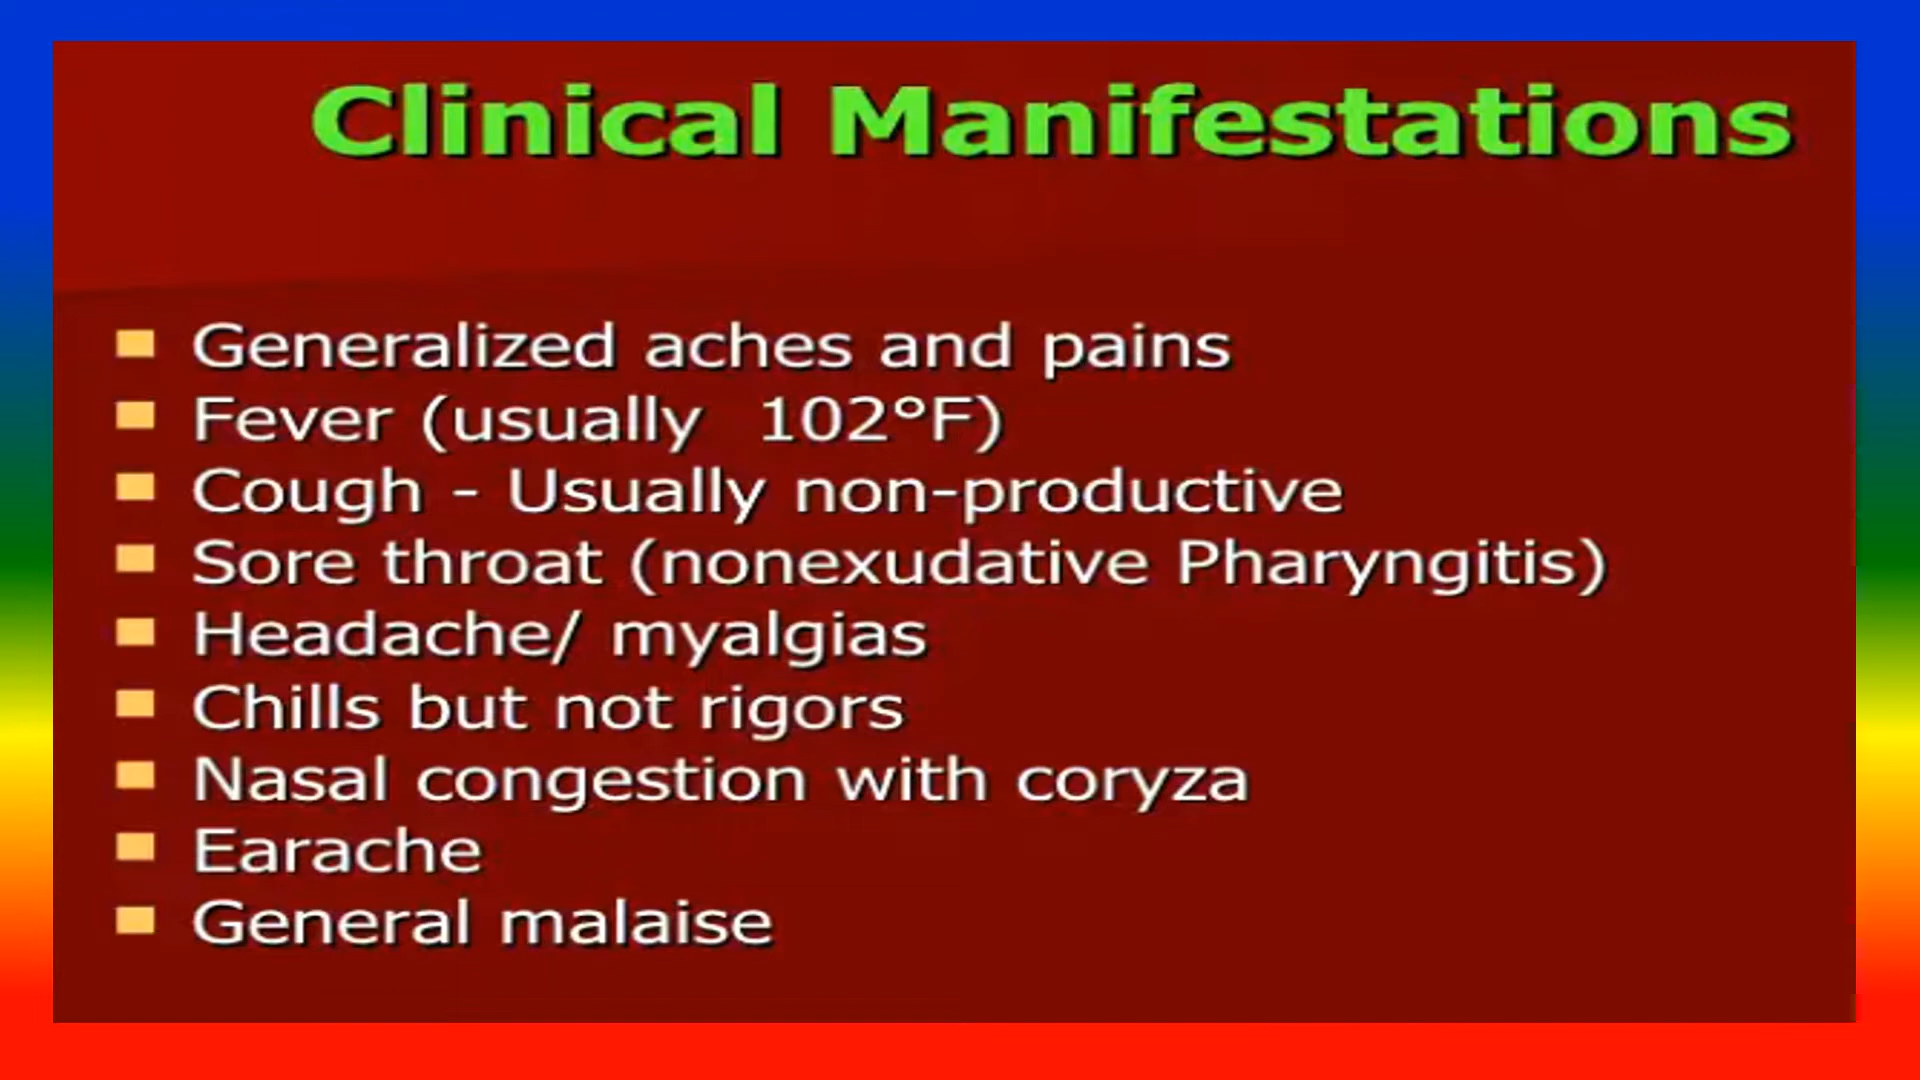 Clinical Manifestations
Generalized aches and pains
Fever (usually 102°F)
Cough - Usually non-productive
Sore throat (nonexudative Pharyngitis)
Headache/ myalgias
Chills but not rigors
Nasal congestion with coryza
Earache
General malaise